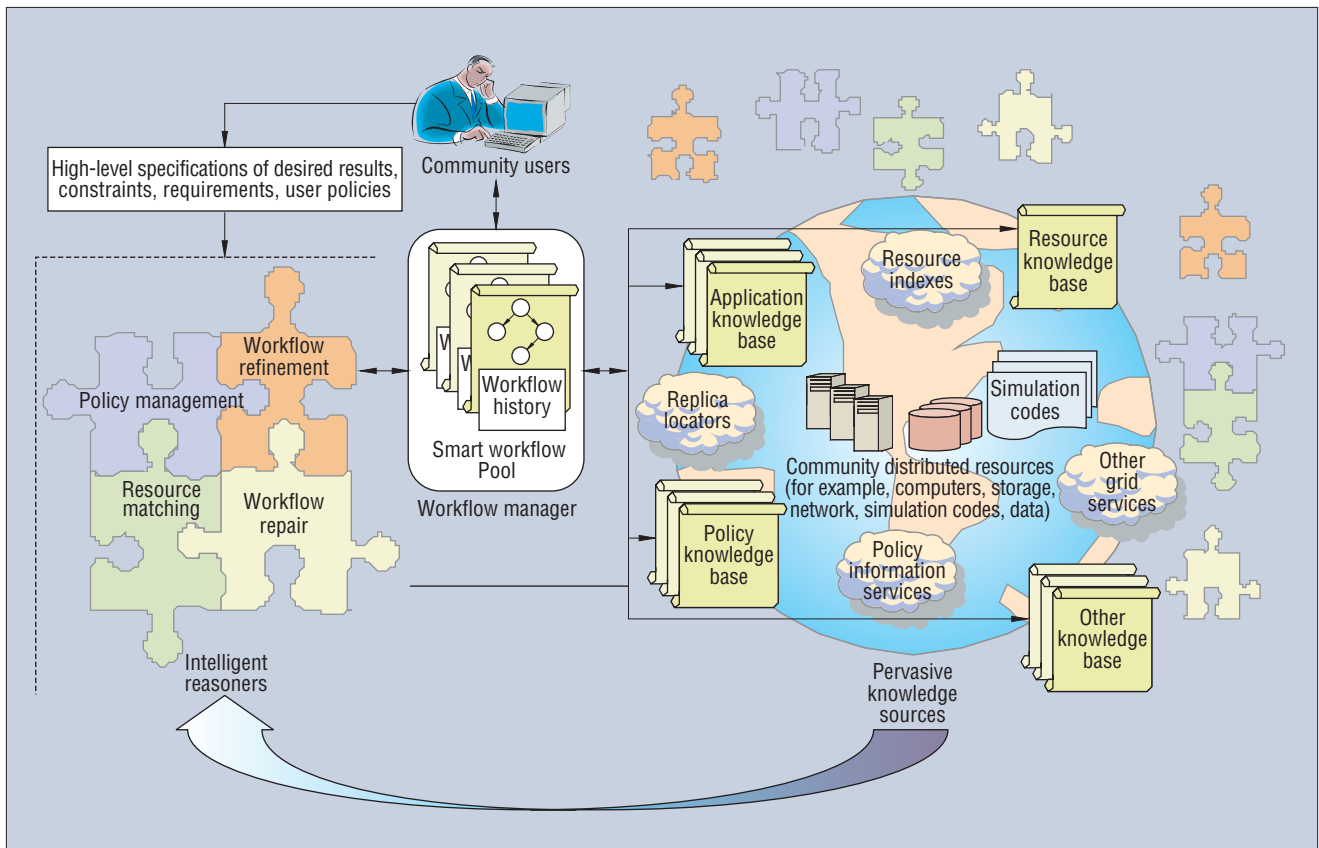 Community users
High-level specifications of desired results,
constraints, requirements, user policies
Workflow
refinement
Policy management
Resource
matching
Workflow
repair
Intelligent
reasoners
W
W
Workflow
history
Smart workflow
Pool
Workflow manager
Application
knowledge
base
Resource
indexes
Resource
knowledge
base
Replica
locators
Simulation
codes
Community distributed resources
(for example, computers, storage,
network, simulation codes, data)
Other
grid
services
Policy
knowledge
base
Policy
information
services
Other
knowledge
base
Pervasive
knowledge
sources